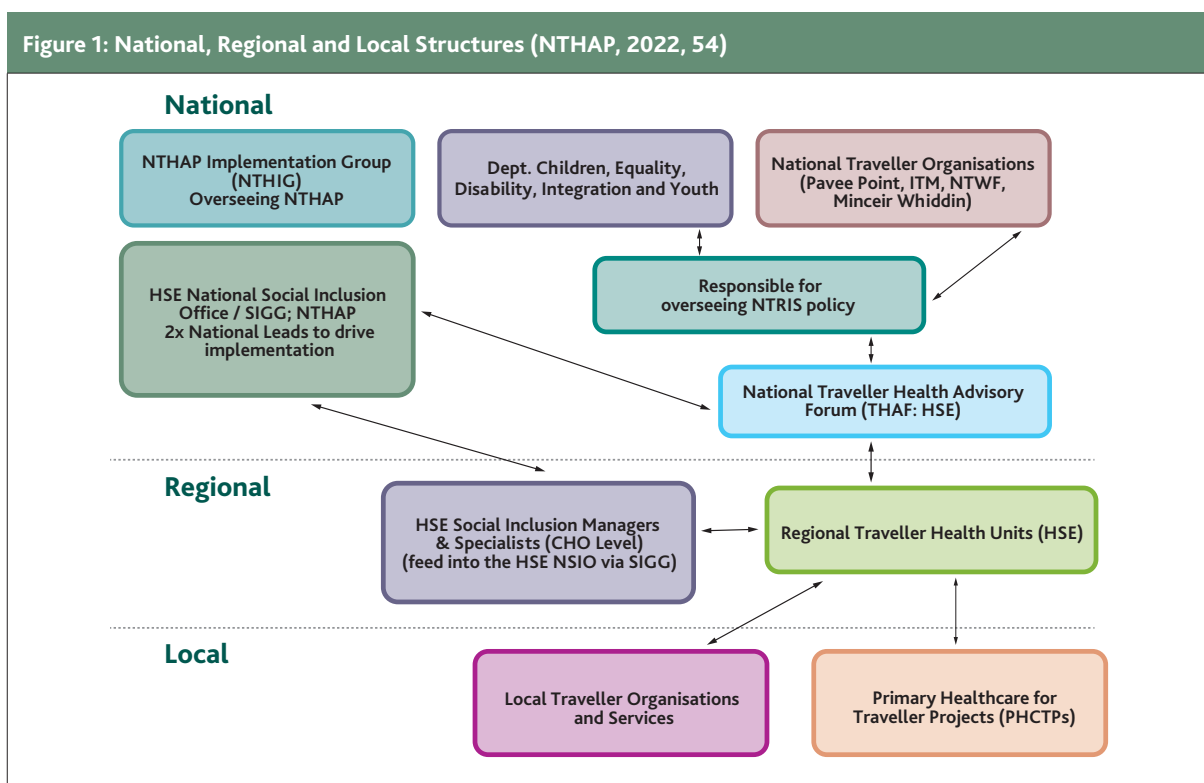 Figure 1: National, Regional and Local Structures (NTHAP, 2022, 54)
National
NTHAP Implementation Group
(NTHIG)
Overseeing NTHAP
Dept. Children, Equality,
Disability, Integration and Youth
National Traveller Organisations
(Pavee Point, ITM, NTWF,
Minceir Whiddin)
HSE National Social Inclusion
Office / SIGG; NTHAP
2x National Leads to drive
implementation
Responsible for
overseeing NTRIS policy
National Traveller Health Advisory
Forum (THAF: HSE)
Regional
HSE Social Inclusion Managers
& Specialists (CHO Level)
(feed into the HSE NSIO via SIGG)
Regional Traveller Health Units (HSE)
Local
Local Traveller Organisations
and Services
Primary Healthcare for
Traveller Projects (PHCTPs)